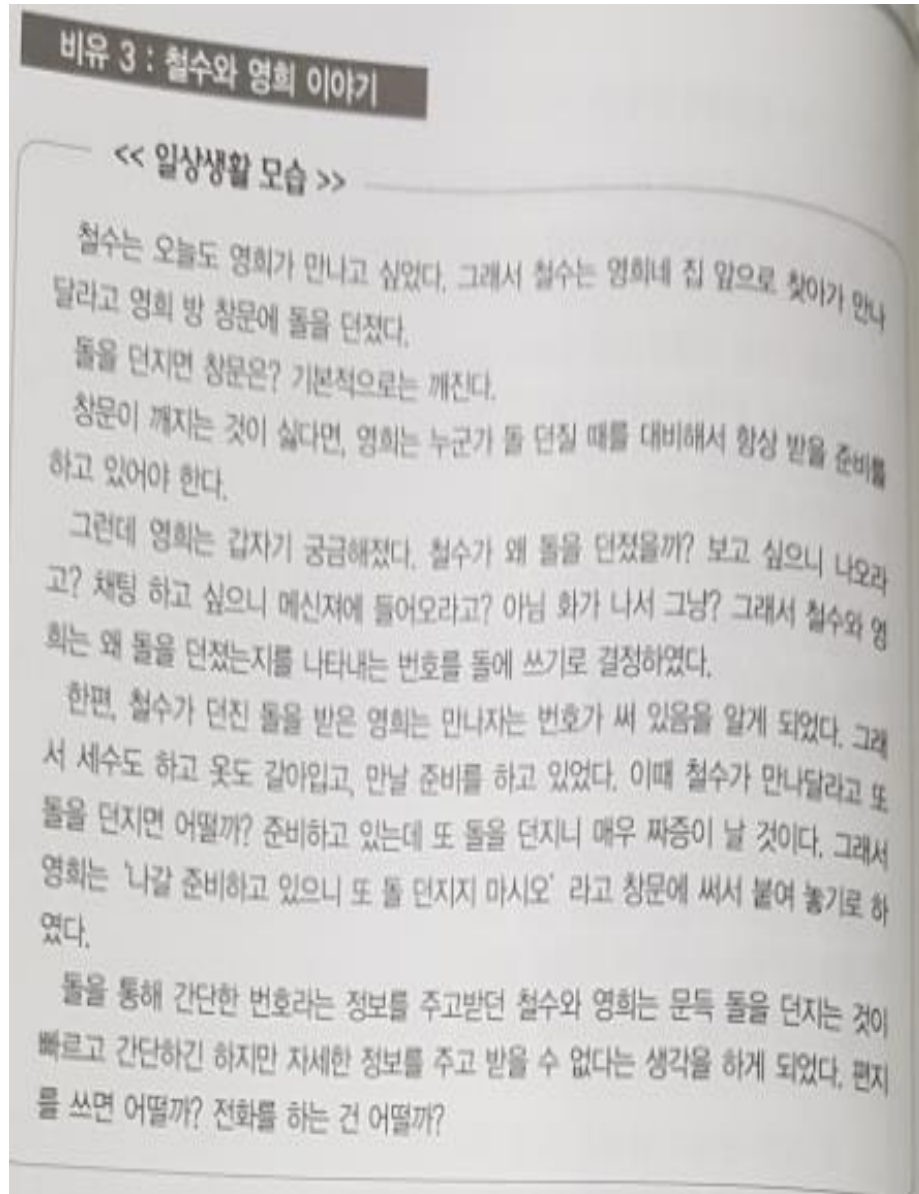 비유 3 : 철수와 영희 이야기
<< 일상생활 모습 >>
철수는 오늘도 영희가 만나고 싶었다. 그래서 철수는 영희네 집 앞으로 찾아가 만나
달라고 영희 방 창문에 돌을 던졌다.
돌을 던지면 창문은? 기본적으로는 깨진다.
창문이 깨지는 것이 싫다면, 영희는 누군가 돌 던질 때를 대비해서 항상 받을 준비를
하고 있어야 한다.
그런데 영희는 갑자기 궁금해졌다. 철수가 왜 돌을 던졌을까? 보고 싶으니 나오라
고? 채팅 하고 싶으니 메신져에 들어오라고? 아님 화가 나서 그냥? 그래서 철수와 영
희는 왜 돌을 던졌는지를 나타내는 번호를 돌에 쓰기로 결정하였다.
한편, 철수가 던진 돌을 받은 영희는 만나자는 번호가 써 있음을 알게 되었다. 그래
서 세수도 하고 옷도 갈아입고, 만날 준비를 하고 있었다. 이때 철수가 만나달라고 또
돌을 던지면 어떨까? 준비하고 있는데 또 돌을 던지니 매우 짜증이 날 것이다. 그래서
영희는 '나갈 준비하고 있으니 또 돌 던지지 마시오' 라고 창문에 써서 붙여 놓기로 하
였다.
돌을 통해 간단한 번호라는 정보를 주고받던 철수와 영희는 문득 돌을 던지는 것이
빠르고 간단하긴 하지만 자세한 정보를 주고 받을 수 없다는 생각을 하게 되었다. 편지
를 쓰면 어떨까? 전화를 하는 건 어떨까?